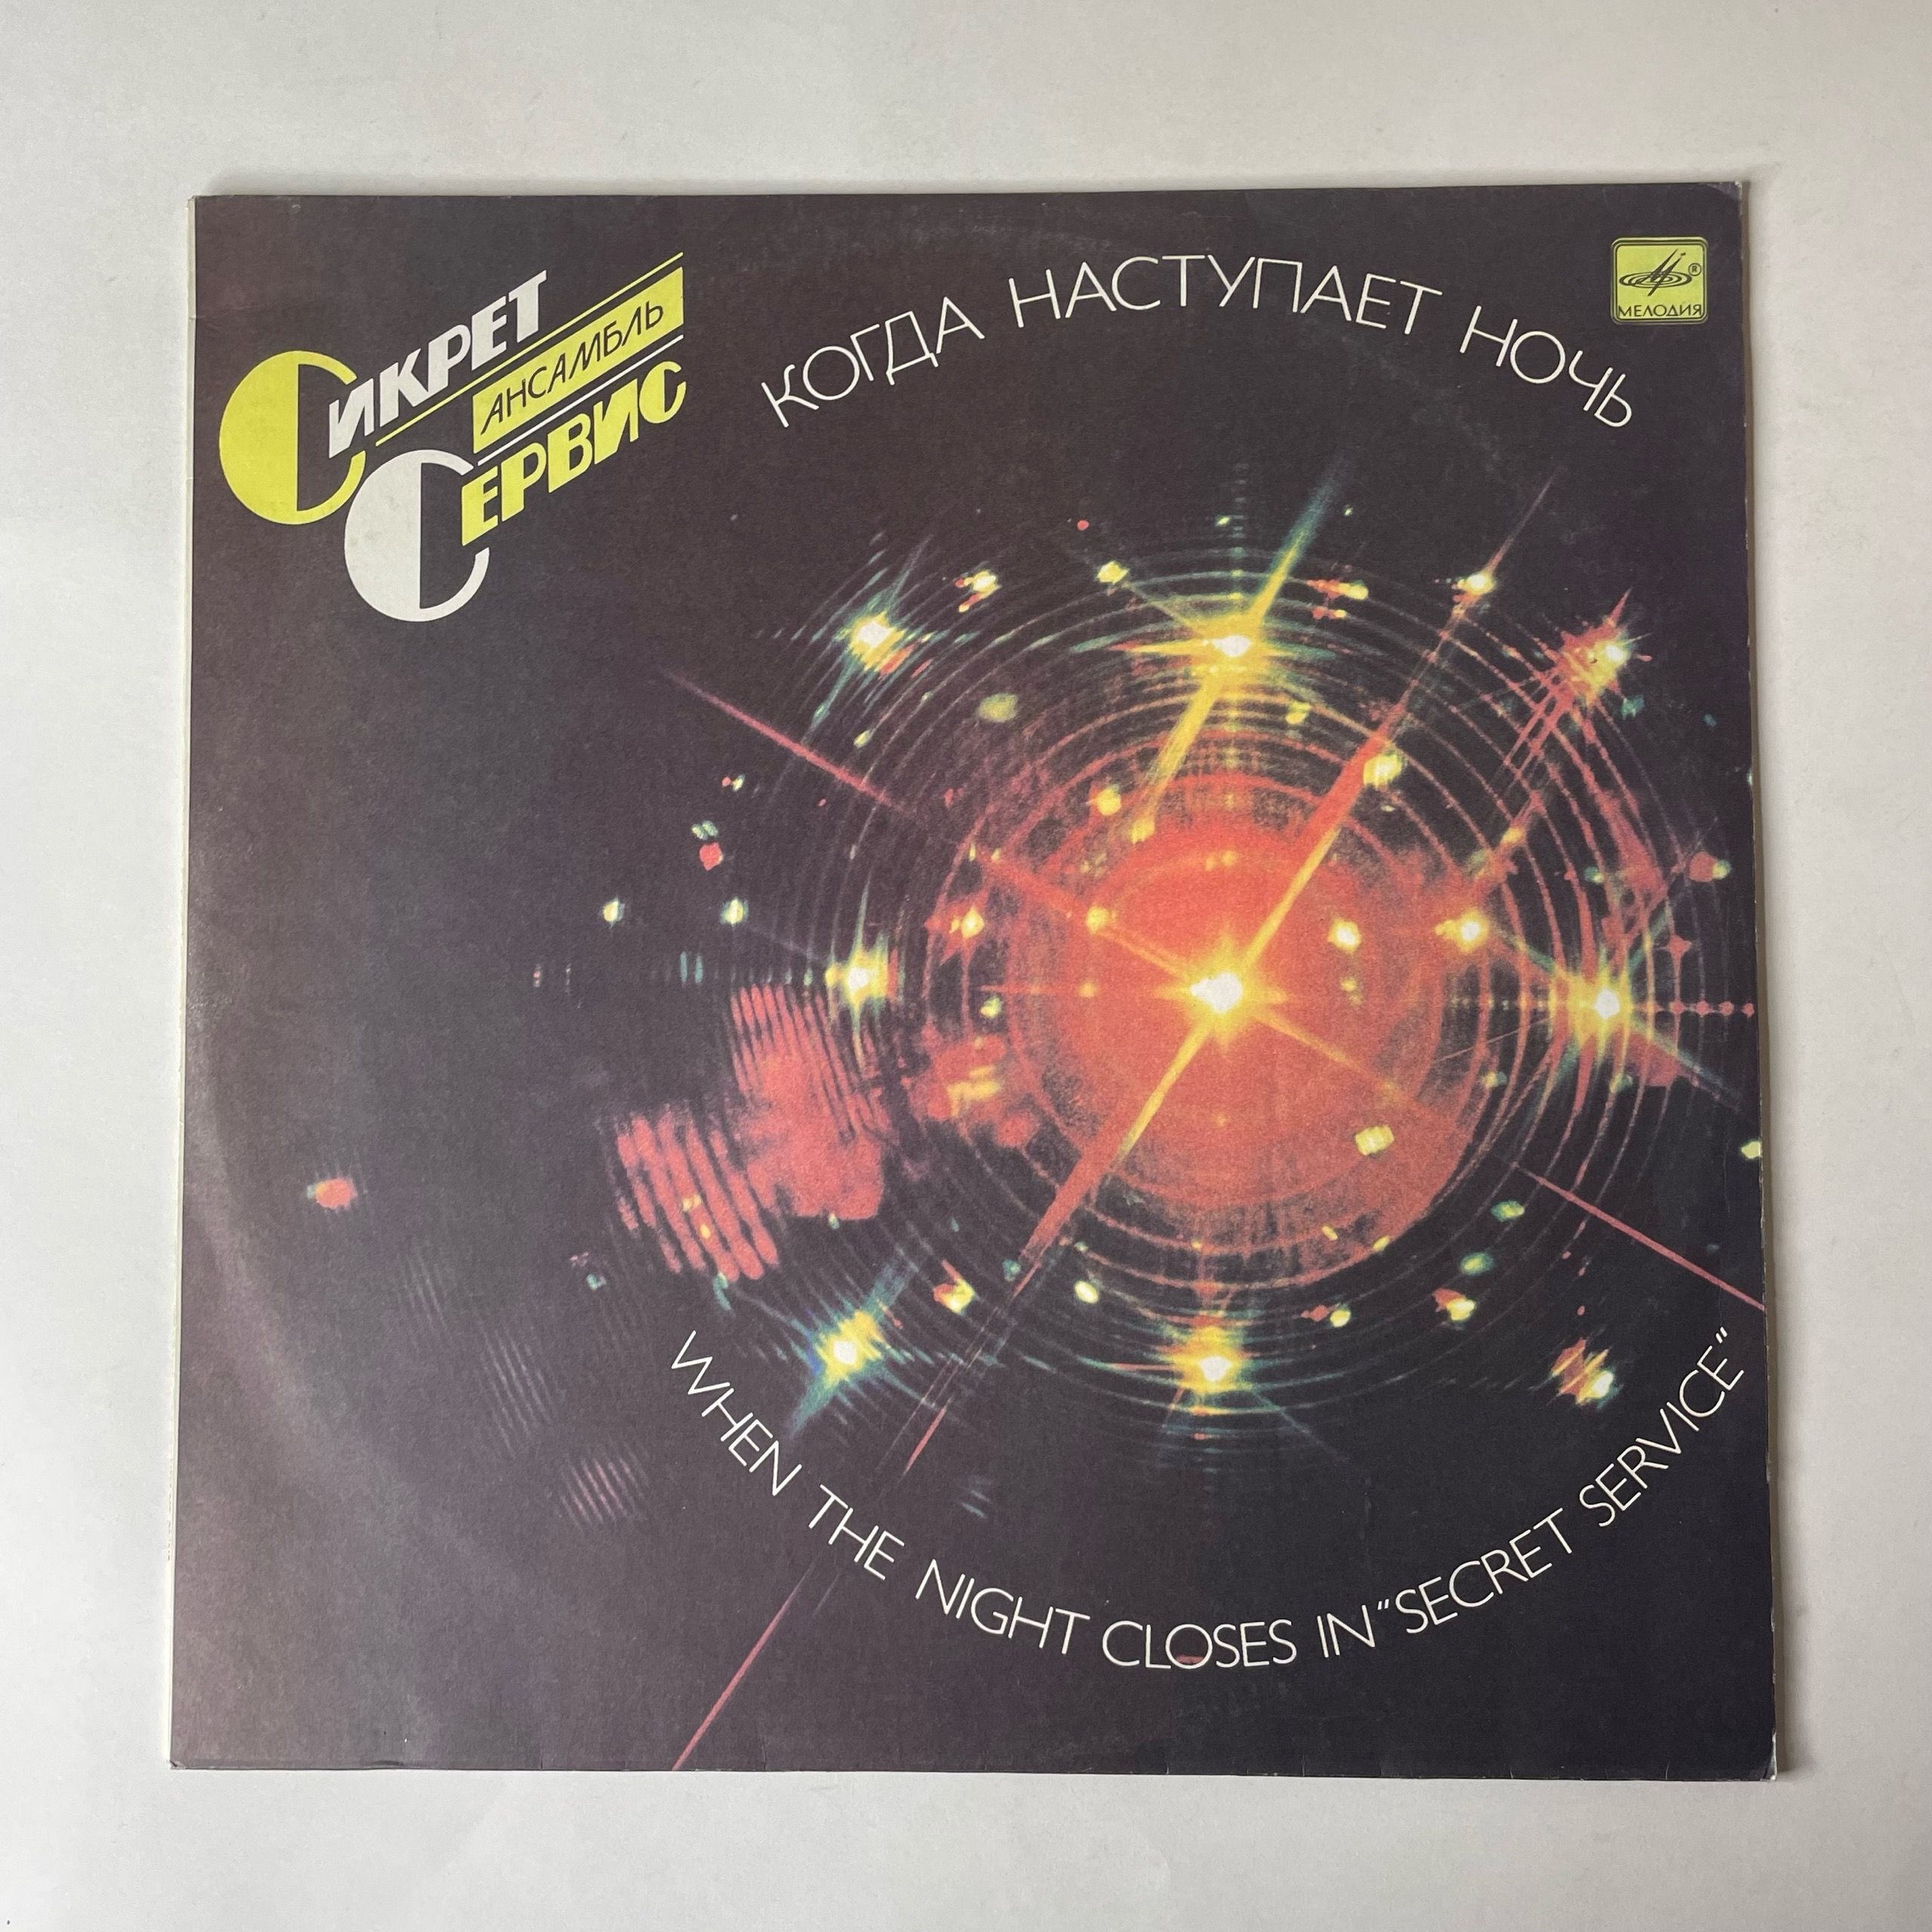 Сикрет
АНСАМБЛЬ
Сервис
КОГДА НАСТУПАЕТ НОЧЬ
МЕЛОДИЯ
®
WHEN THE NIGHT CLOSES IN "SECRET SERVICE"